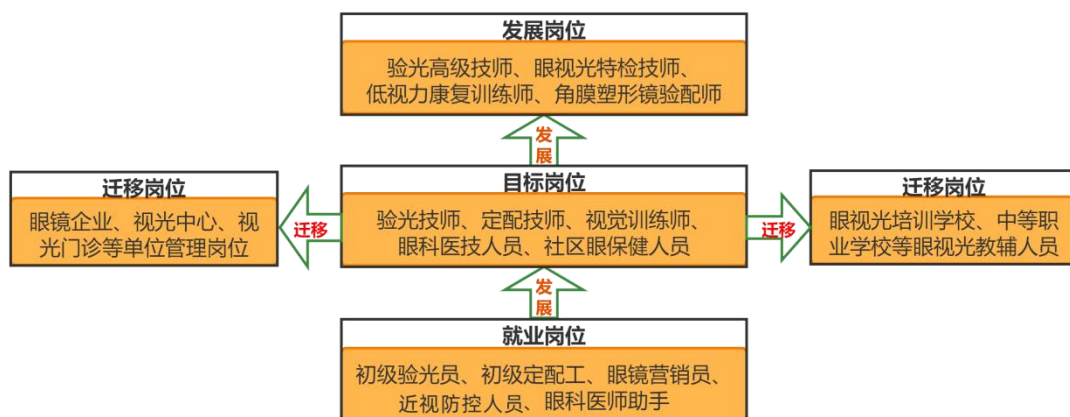 发展岗位
验光高级技师、眼视光特检技师、
低视力康复训练师、角膜塑形镜验配师
发
展
迁移岗位
眼镜企业、视光中心、视
光门诊等单位管理岗位
迁移
目标岗位
验光技师、定配技师、视觉训练师、
眼科医技人员、社区眼保健人员
迁移
迁移岗位
眼视光培训学校、中等职
业学校等眼视光教辅人员
发
展
就业岗位
初级验光员、初级定配工、眼镜营销员、
近视防控人员、眼科医师助手